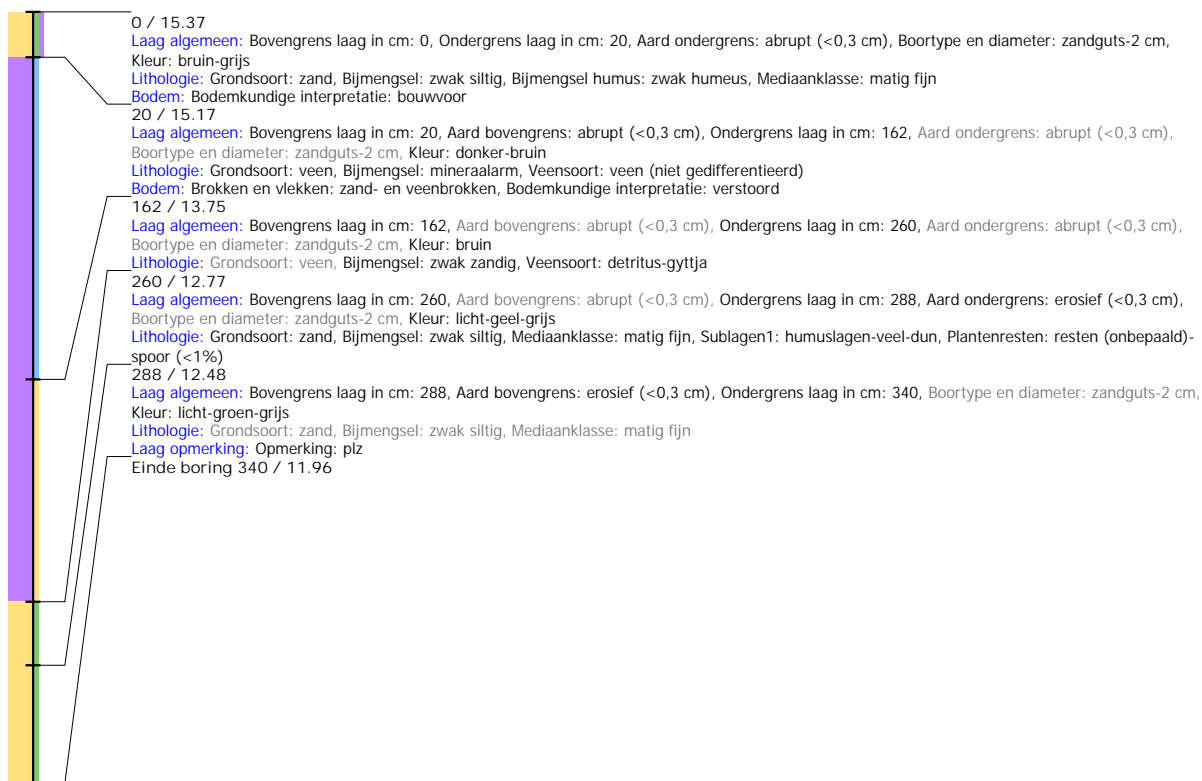 0 / 15.37
Laag algemeen: Bovengrens laag in cm: 0, Ondergrens laag in cm: 20, Aard ondergrens: abrupt (<0,3 cm), Boortype en diameter: zandguts-2 cm,
Kleur: bruin-grijs
Lithologie: Grondsoort: zand, Bijmengsel: zwak siltig, Bijmengsel humus: zwak humeus, Mediaanklasse: matig fijn
Bodem: Bodemkundige interpretatie: bouwvoor
20 / 15.17
Laag algemeen: Bovengrens laag in cm: 20, Aard bovengrens: abrupt (<0,3 cm), Ondergrens laag in cm: 162, Aard ondergrens: abrupt (<0,3 cm),
Boortype en diameter: zandguts-2 cm, Kleur: donker-bruin
Lithologie: Grondsoort: veen, Bijmengsel: mineraalarm, Veensoort: veen (niet gedifferentieerd)
Bodem: Brokken en vlekken: zand- en veenbrokken, Bodemkundige interpretatie: verstoord
162 / 13.75
Laag algemeen: Bovengrens laag in cm: 162, Aard bovengrens: abrupt (<0,3 cm), Ondergrens laag in cm: 260, Aard ondergrens: abrupt (<0,3 cm),
Boortype en diameter: zandguts-2 cm, Kleur: bruin
Lithologie: Grondsoort: veen, Bijmengsel: zwak zandig, Veensoort: detritus-gyttja
260 / 12.77
Laag algemeen: Bovengrens laag in cm: 260, Aard bovengrens: abrupt (<0,3 cm), Ondergrens laag in cm: 288, Aard ondergrens: erosief (<0,3 cm),
Boortype en diameter: zandguts-2 cm, Kleur: licht-geel-grijs
Lithologie: Grondsoort: zand, Bijmengsel: zwak siltig, Mediaanklasse: matig fijn, Sublagen1: humuslagen-veel-dun, Plantenresten: resten (onbepaald)-
spoor (<1%)
288 / 12.48
Laag algemeen: Bovengrens laag in cm: 288, Aard bovengrens: erosief (<0,3 cm), Ondergrens laag in cm: 340, Boortype en diameter: zandguts-2 cm,
Kleur: licht-groen-grijs
Lithologie: Grondsoort: zand, Bijmengsel: zwak siltig, Mediaanklasse: matig fijn
Laag opmerking: Opmerking: plz
Einde boring 340 / 11.96